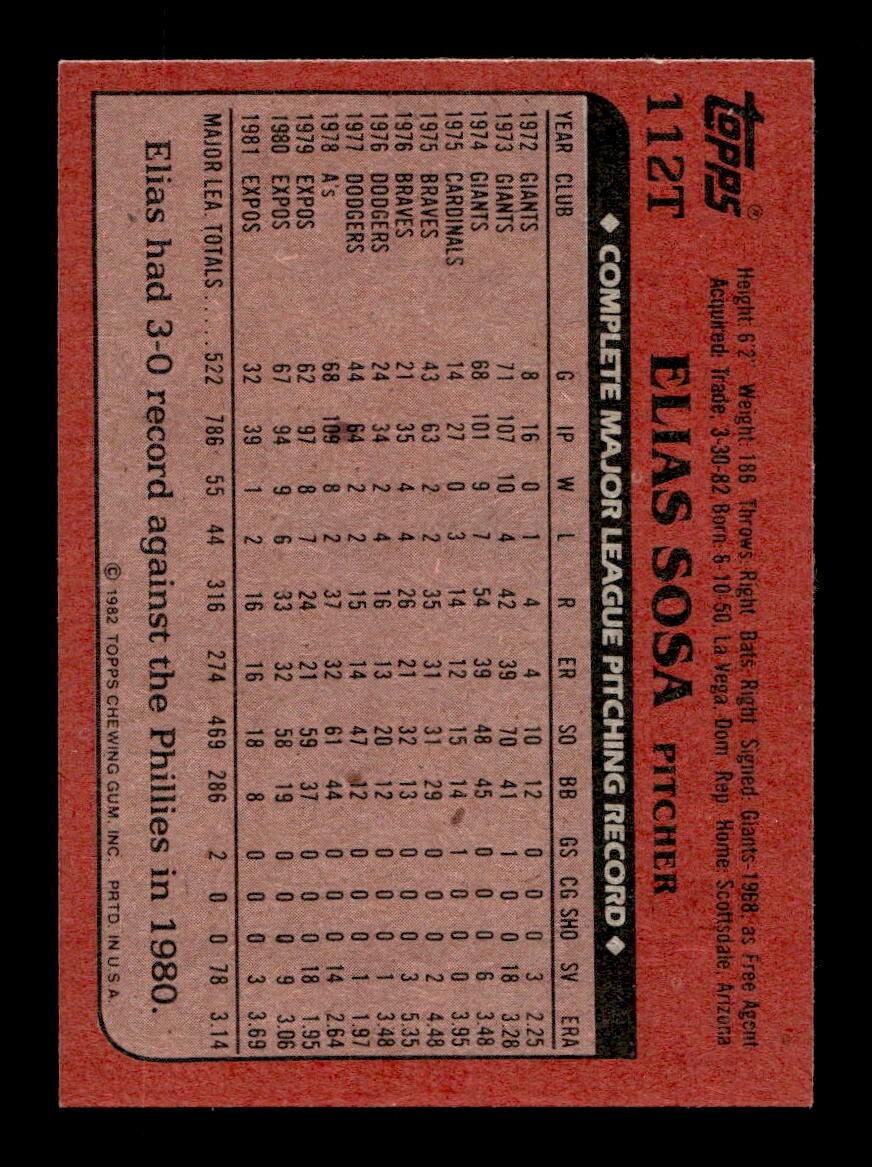 topps®
112T ELIAS SOSA PITCHER
Height: 6'2" Weight: 186 Throws: Right Bats: Right Signed: Giants-1968 as Free Agent
Acquired: Trade, 3-30-82 Born: 6-10-50, La Vega, Dom. Rep. Home: Scottsdale, Arizona
◆ COMPLETE MAJOR LEAGUE PITCHING RECORD ◆
YEAR CLUB G IP W L R ER SO BB GS CG SHO SV ERA
1972 GIANTS 8 16 0 1 4 4 10 12 0 0 0 3 2.25
1973 GIANTS 71 107 10 4 42 39 70 41 1 0 0 18 3.28
1974 GIANTS 68 101 9 7 54 39 48 45 0 0 0 6 3.48
1975 CARDINALS 14 27 0 3 14 12 15 14 1 0 0 0 3.95
1975 BRAVES 43 63 2 2 35 31 31 29 0 0 0 2 4.48
1976 BRAVES 21 35 4 4 26 21 32 13 0 0 0 3 5.35
1976 DODGERS 24 34 2 4 16 13 20 12 0 0 0 1 3.48
1977 DODGERS 44 64 2 2 15 14 47 12 0 0 0 1 1.97
1978 A's 68 109 8 2 37 32 61 44 0 0 0 14 2.64
1979 EXPOS 62 97 8 7 24 21 59 37 0 0 0 18 1.95
1980 EXPOS 67 94 9 6 33 32 58 19 0 0 0 9 3.06
1981 EXPOS 32 39 1 2 16 16 18 8 0 0 0 3 3.69
MAJOR LEA. TOTALS ...... 522 786 55 44 316 274 469 286 2 0 0 78 3.14
Elias had 3-0 record against the Phillies in 1980.
© 1982 TOPPS CHEWING GUM, INC. PRTD. IN U.S.A.